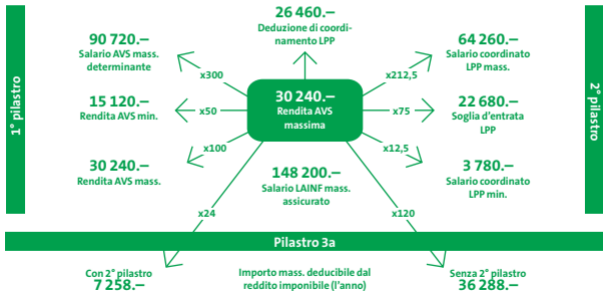 1° pilastro
90 720.–
Salario AVS mass.
determinante
15 120.–
Rendita AVS min.
30 240.–
Rendita AVS mass.
x300
x50
x100
x24
26 460.–
Deduzione di coordi-
namento LPP
30 240.–
Rendita AVS
massima
148 200.–
Salario LAINF mass.
assicurato
x212,5
x75
x12,5
x120
64 260.–
Salario coordinato
LPP mass.
22 680.–
Soglia d’entrata
LPP
3 780.–
Salario coordinato
LPP min.
2° pilastro
Pilastro 3a
Con 2° pilastro
7 258.–
Importo mass. deducibile dal
reddito imponibile (l’anno)
Senza 2° pilastro
36 288.–